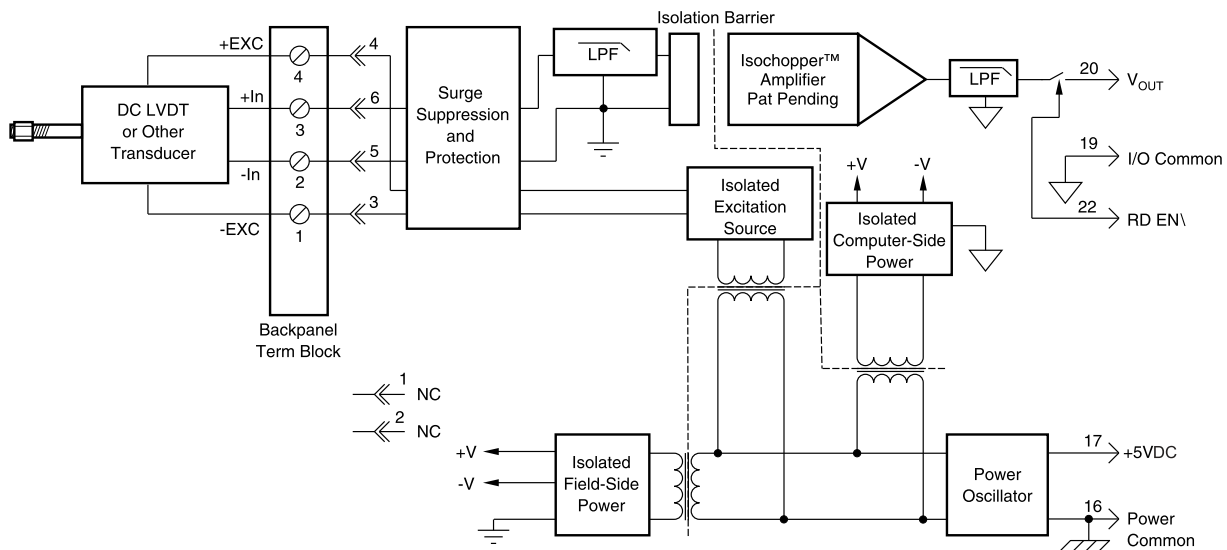 Isolation Barrier
+EXC
4
4
LPF
+In
3
6
DC LVDT
or Other
Transducer
-In
2
5
-EXC
1
3
Surge
Suppression
and
Protection
Isochopper™
Amplifier
Pat Pending
LPF
20
VOUT
19
I/O Common
22
RD EN\
Isolated
Excitation
Source
+V
-V
Isolated
Computer-Side
Power
Backpanel
Term Block
1
NC
2
NC
+V
-V
Isolated
Field-Side
Power
Power
Oscillator
17
+5VDC
16
Power
Common